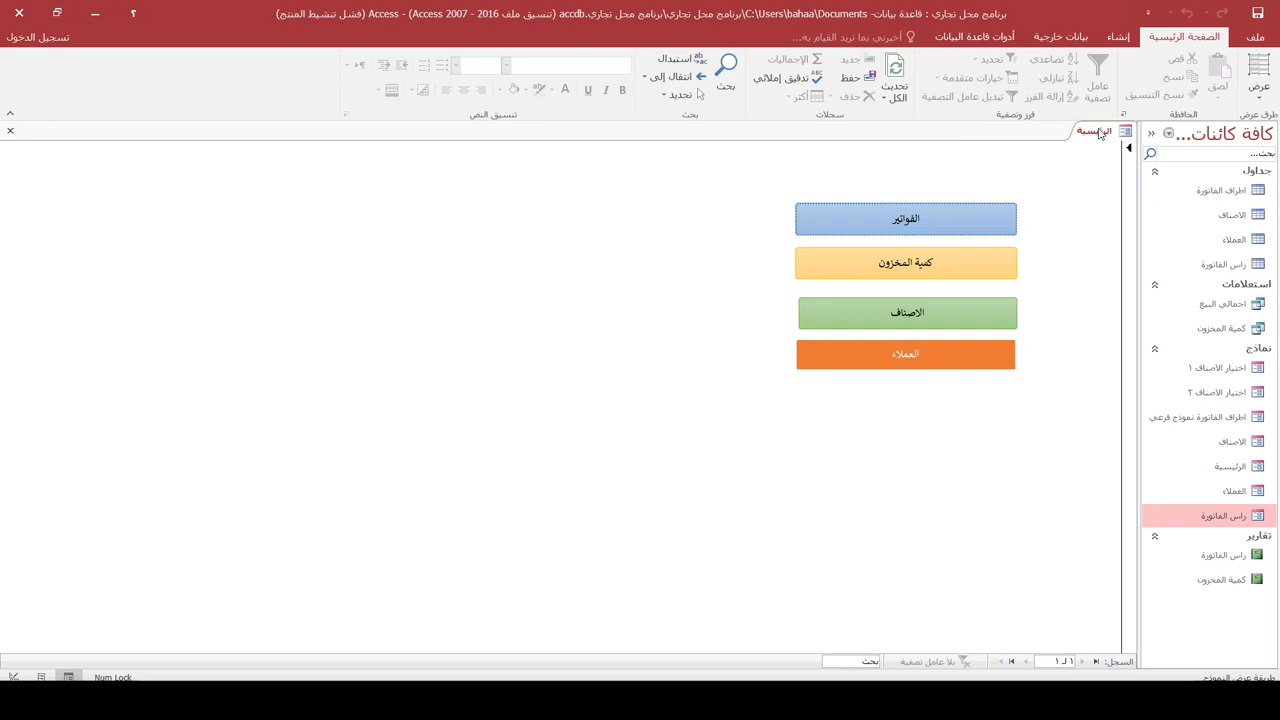 برنامج محل تجاري : قاعدة بيانات- C:\Users\bahaa\Documents\برنامج محل تجاري\برنامج محل تجاري.accdb (تنسيق ملف Access 2007 - 2016) - Access (فشل تنشيط المنتج)
ملف
الصفحة الرئيسية
إنشاء
بيانات خارجية
أدوات قاعدة البيانات
أخبرني بما تريد القيام به...
تسجيل الدخول
عرض
طرق عرض
لصق
قص
نسخ
نسخ التنسيق
الحافظة
عامل تصفية
تصاعدي
تنازلي
إزالة الفرز
تحديد
خيارات متقدمة
تبديل عامل التصفية
فرز وتصفية
تحديث الكل
جديد
حفظ
حذف
الإجماليات
تدقيق إملائي
أكثر
سجلات
بحث
استبدال
انتقال إلى
تحديد
بحث
تنسيق النص
B I U A
كافة كائنات...
بحث...
جداول
اطراف الفاتورة
الاصناف
العملاء
راس الفاتورة
استعلامات
اجمالي البيع
كمية المخزون
نماذج
اختيار الاصناف ١
اختيار الاصناف ٢
اطراف الفاتورة نموذج فرعي
الاصناف
الرئيسية
العملاء
راس الفاتورة
تقارير
راس الفاتورة
كمية المخزون
الرئيسية
الفواتير
كمية المخزون
الاصناف
العملاء
السجل: ١ لـ ١
بلا عامل تصفية
بحث
طريقة عرض النموذج
Num Lock